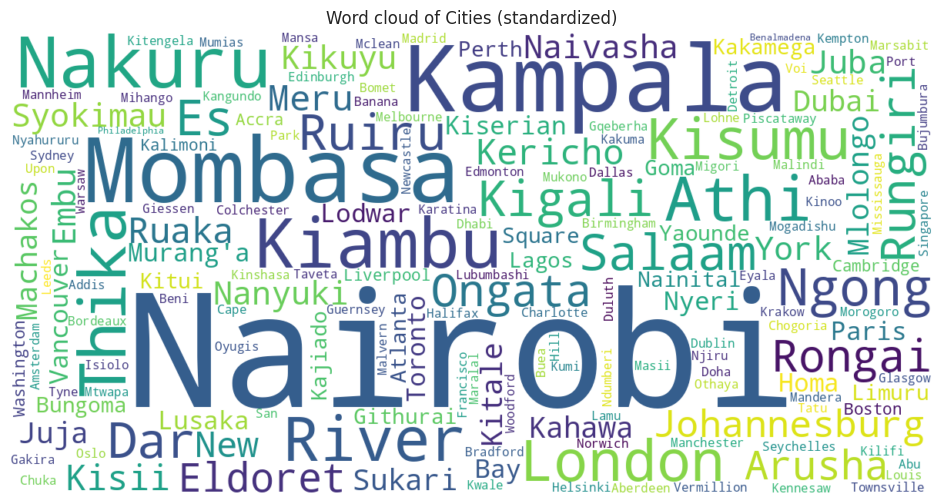 Word cloud of Cities (standardized)
Nakuru
Kitengela
Mumias
Mansa
Mclean
Madrid
Kampala
Perth
Naivasha
Benalmadena
Kempton
Marsabit
Kikuyu
Edinburgh
Kakamega
Voi
Juba
Port
Seattle
Detroit
Mannheim
Mihango
Kangundo
Meru
Bomet
Banana
Dubai
Syokimau
Es
Accra
Park
Ruiru
Melbourne
Kiserian
Gqeberha
Lohne
Piscataway
Kisumu
Bujumbura
Philadelphia
Nyahururu
Kalimoni
Newcastle
Kericho
Kakuma
Goma
Migori
Malindi
Mlolongo
Rungiri
Sydney
Upon
Warsaw
Mombasa
Edmonton
Mukono
Dallas
Athi
Ababa
Kinoo
Mississauga
Singapore
Machakos
Embu
Thika
Giessen
Colchester
Lodwar
Karatina
Kigali
Birmingham
Mogadishu
Ruaka
Kiambu
Dhabi
Square
Yaounde
Murang'a
Lagos
Salaam
York
Cambridge
Leeds
Addis
Vancouver
Kitui
Kinshasa
Taveta
Liverpool
Lubumbashi
Nainital
Eyala
Ngong
Bordeaux
Beni
Nanyuki
Ongata
Duluth
Nyeri
Krakow
Morogoro
Cape
Guernsey
Halifax
Charlotte
Chogoria
Paris
Washington
Amsterdam
Tyne
Mtwapa
Isiolo
Oyugis
Nairobi
Kajiado
Malvern
Atlanta
Toronto
Francisco
Maralal
Kitale
Woodford
Buea
Hill
Kumi
Ndumberi
Masii
Dublin
Njiru
Othaya
Doha
Rongai
Glasgow
Homa
Mandera
Limuru
Bungoma
Lusaka
San
Githurai
Tatu
Boston
Juja
Oslo
Dar
New
River
Kahawa
Lamu
Johannesburg
Gakira
Norwich
Manchester
Seychelles
Kilifi
Bradford
Bay
London
Arusha
Abu
Louis
Chuka
Kisii
Eldoret
Sukari
Kwale
Helsinki
Aberdeen
Vermillion
Kennesaw
Townsville